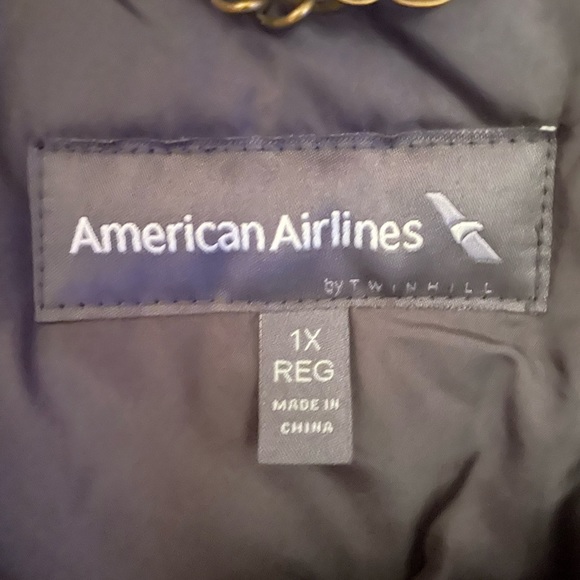 American Airlines
by TWINHILL
1X
REG
MADE IN
CHINA